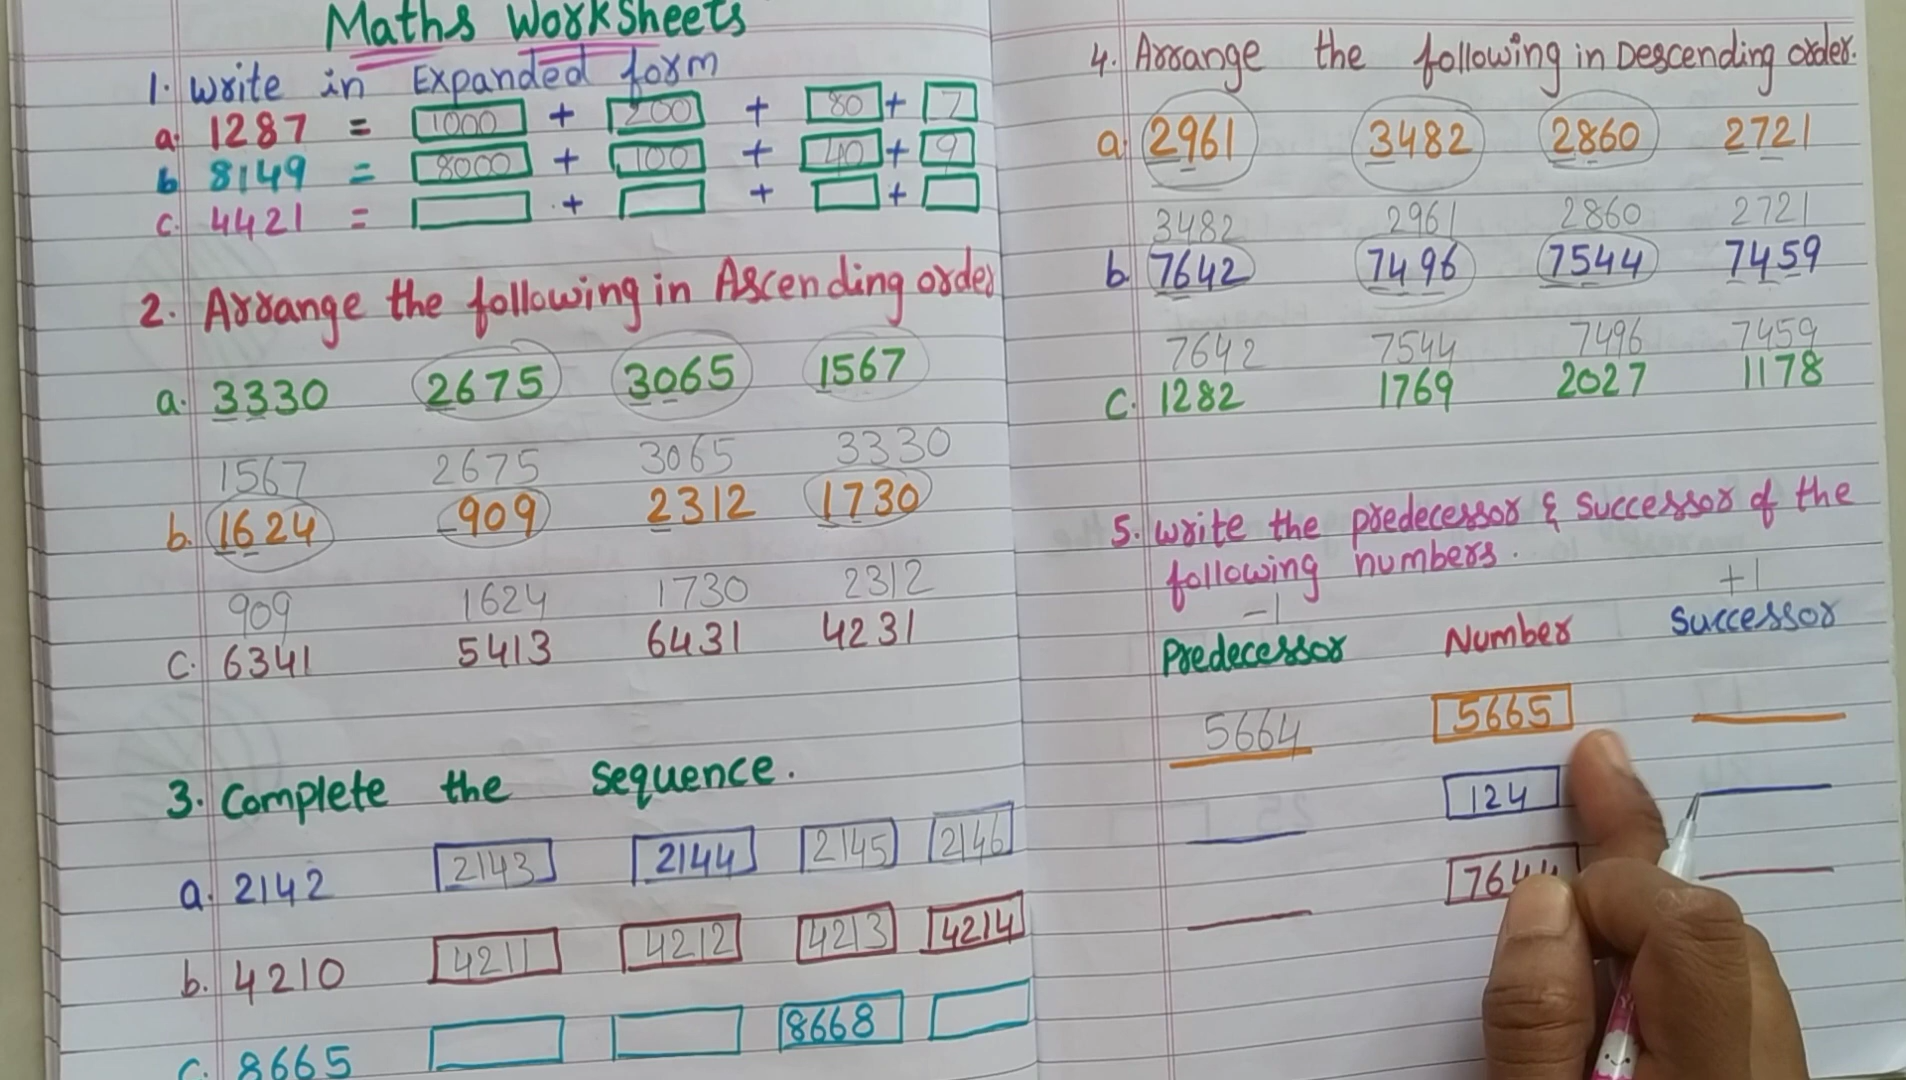 Maths Worksheets
1. Write in Expanded form
a. 1287 = 1000 + 200 + 80 + 7
b 8149 = 8000 + 100 + 40 + 9
c. 4421 = + + +
2. Arrange the following in Ascending order
a. 3330 2675 3065 1567
1567 2675 3065 3330
b. 1624 909 2312 1730
909 1624 1730 2312
C. 6341 5413 6431 4231
3. Complete the sequence.
a. 2142 2143 2144 2145 2146
b. 4210 4211 4212 4213 4214
C. 8665 8668
4. Arrange the following in Descending order.
a. 2961 3482 2860 2721
3482 2961 2860 2721
b. 7642 7496 7544 7459
7642 7544 7496 7459
C. 1282 1769 2027 1178
5. Write the predecessor & Successor of the
following numbers.
-1 +1
Predecessor Number Successor
5664 5665
124